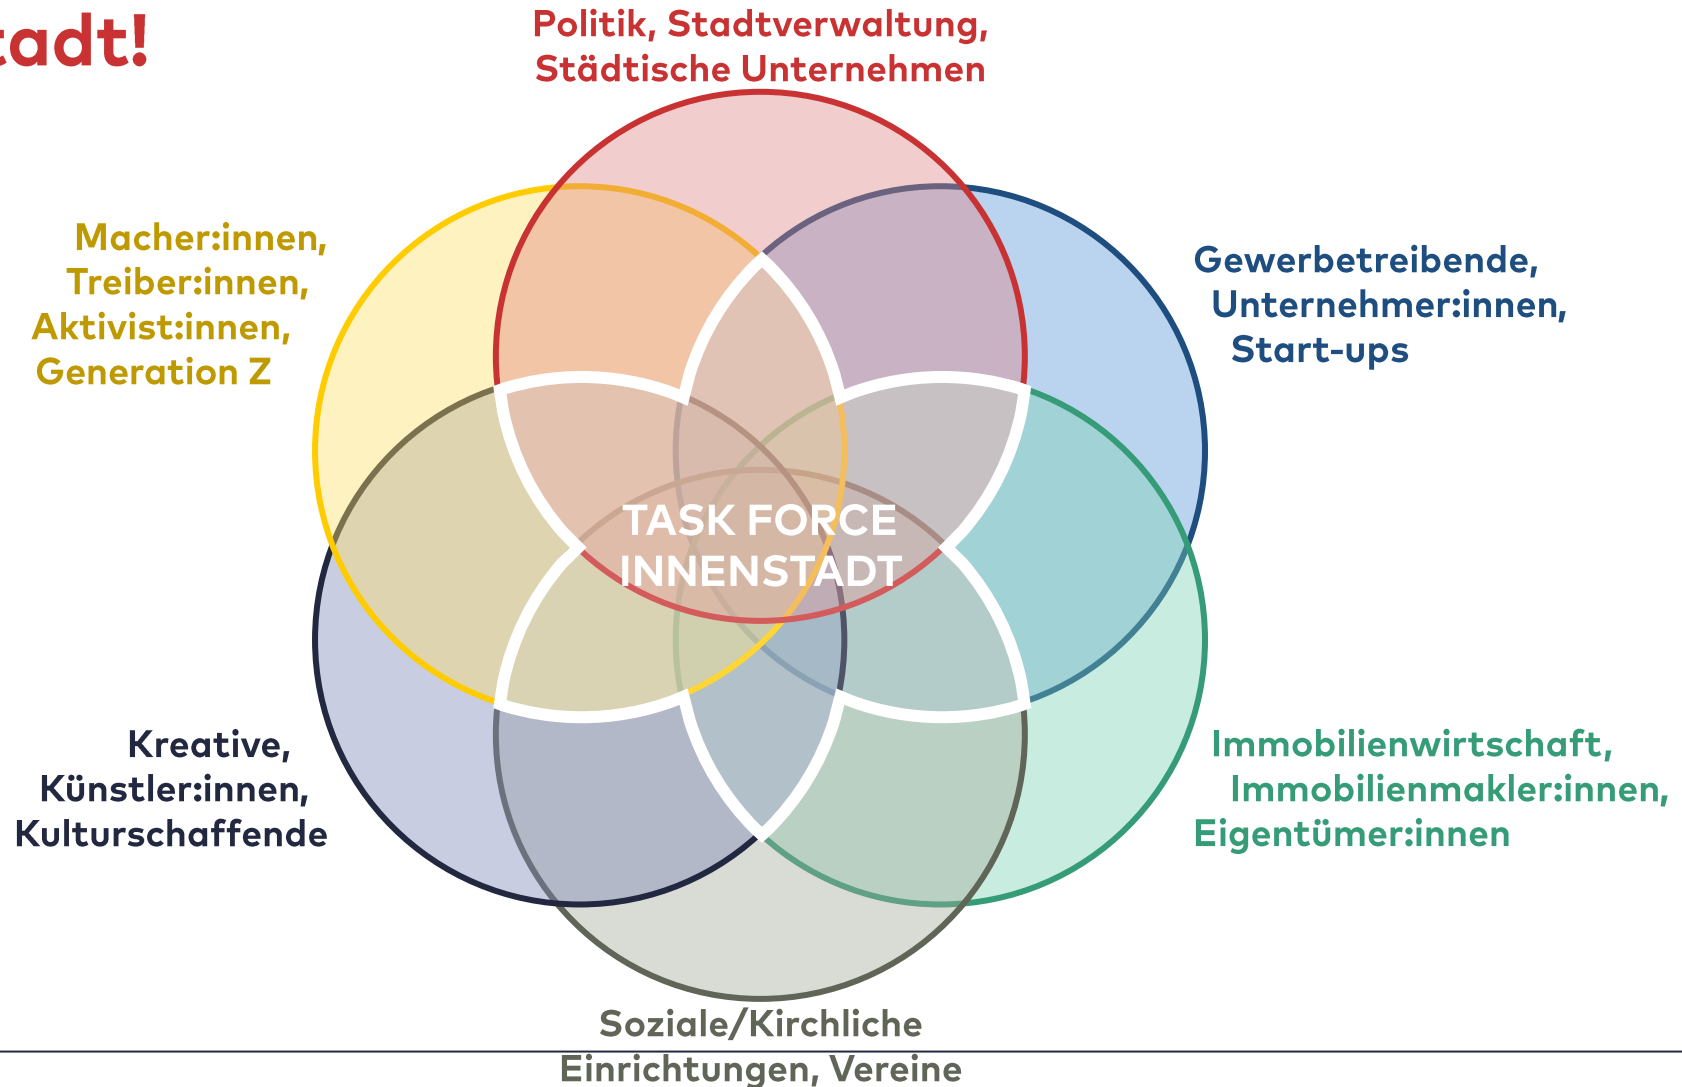 tadt!
Politik, Stadtverwaltung,
Städtische Unternehmen
Macher:innen,
Treiber:innen,
Aktivist:innen,
Generation Z
Gewerbetreibende,
Unternehmer:innen,
Start-ups
TASK FORCE
INNENSTADT
Kreative,
Künstler:innen,
Kulturschaffende
Immobilienwirtschaft,
Immobilienmakler:innen,
Eigentümer:innen
Soziale/Kirchliche
Einrichtungen, Vereine